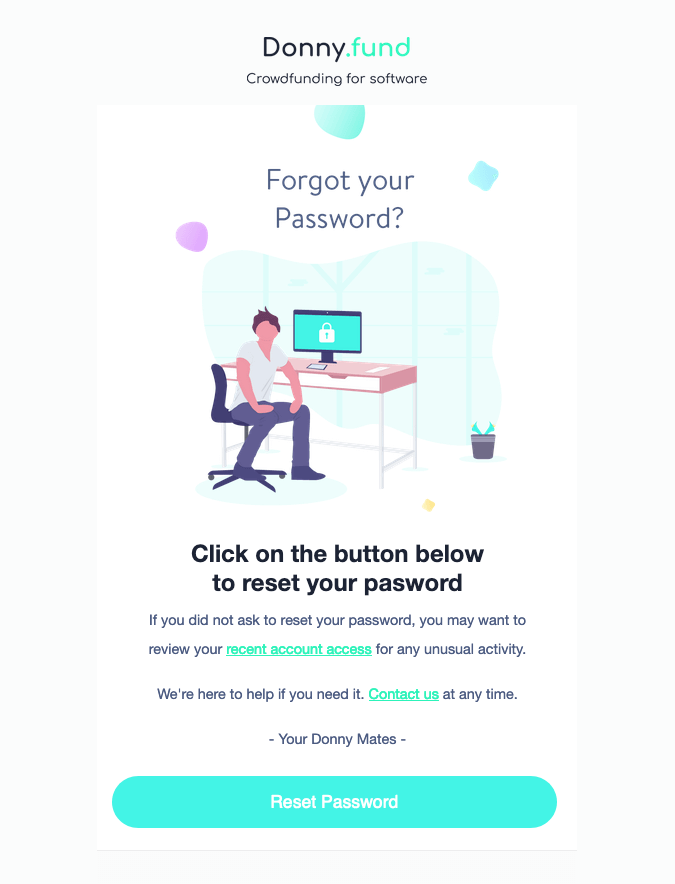 Donny.fund
Crowdfunding for software
Forgot your
Password?
Click on the button below
to reset your pasword
If you did not ask to reset your password, you may want to
review your recent account access for any unusual activity.
We're here to help if you need it. Contact us at any time.
- Your Donny Mates -
Reset Password